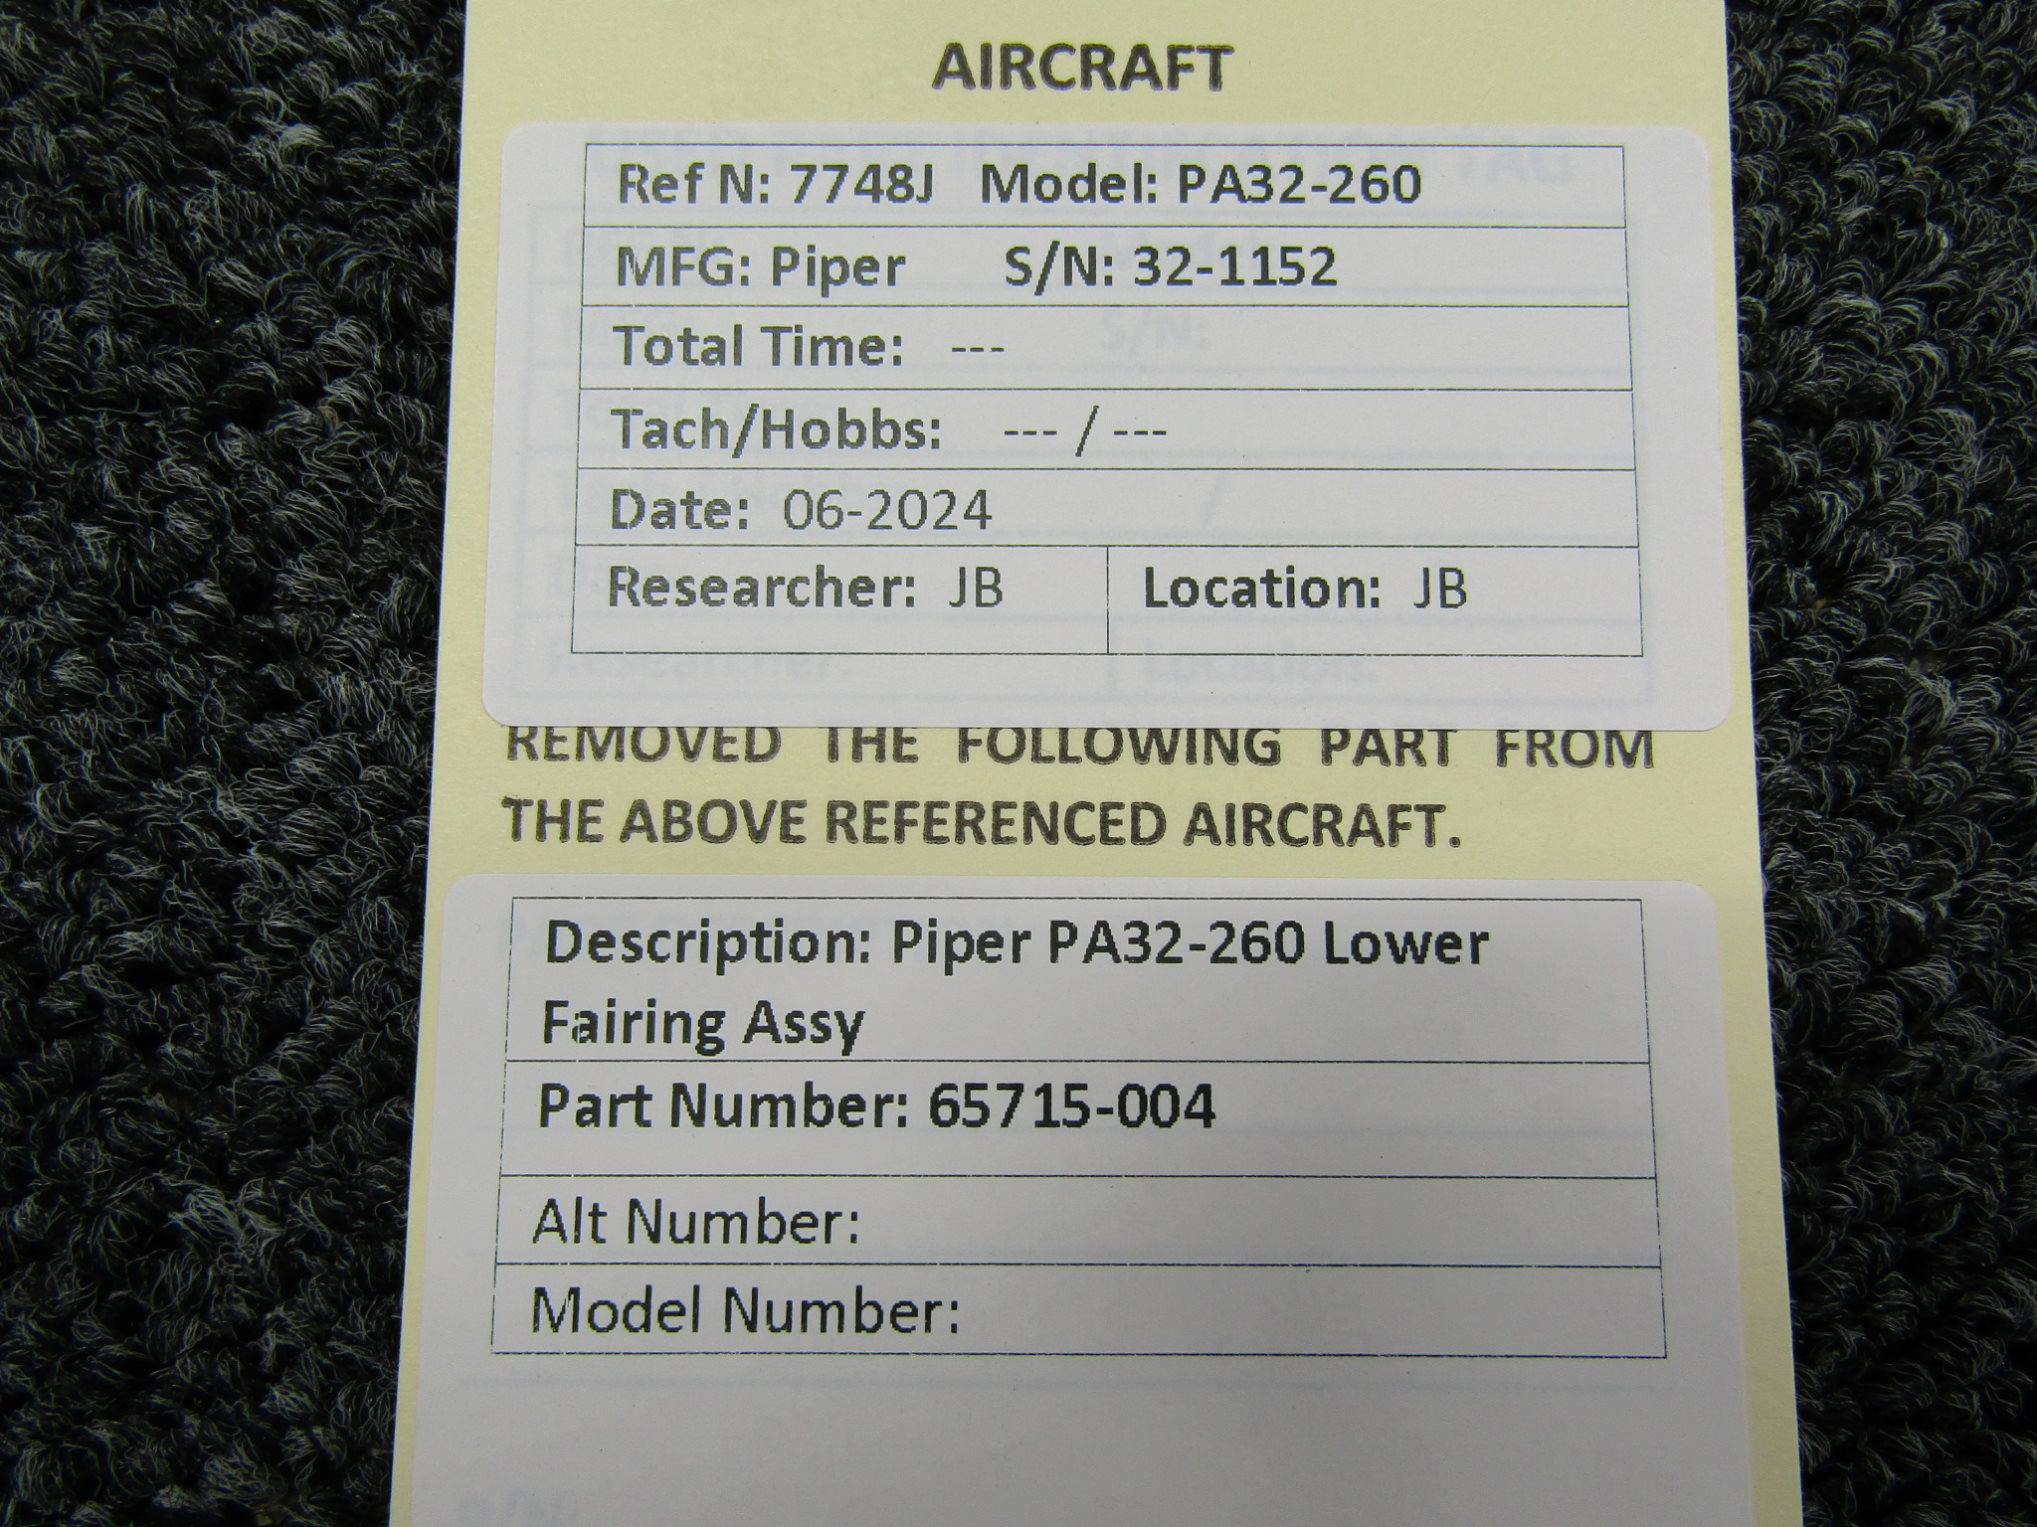 AIRCRAFT
Ref N: 7748J Model: PA32-260
MFG: Piper S/N: 32-1152
Total Time: ---
Tach/Hobbs: --- / ---
Date: 06-2024
Researcher: JB Location: JB
REMOVED THE FOLLOWING PART FROM
THE ABOVE REFERENCED AIRCRAFT.
Description: Piper PA32-260 Lower
Fairing Assy
Part Number: 65715-004
Alt Number:
Model Number: